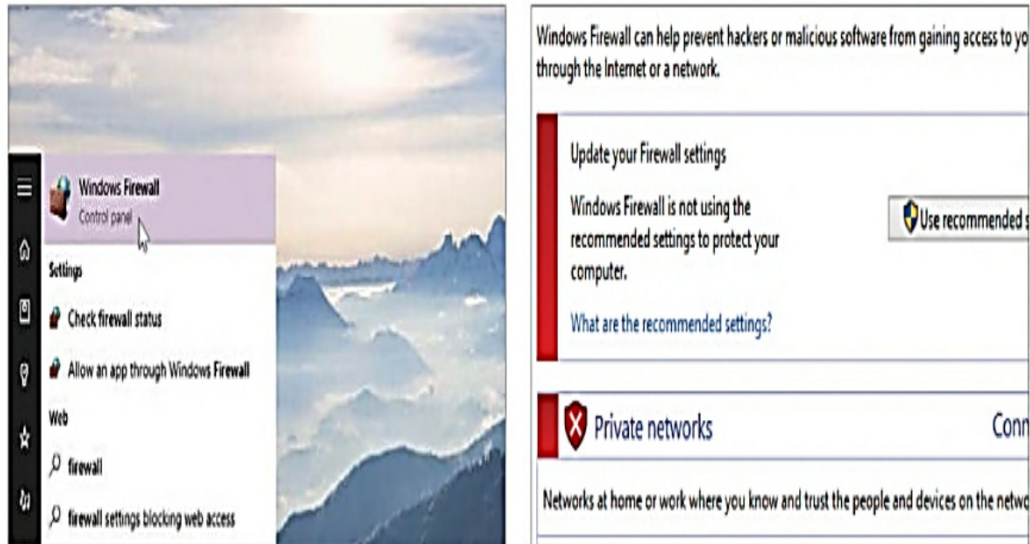 Windows Firewall
Control panel
Settings
Check firewall status
Allow an app through Windows Firewall
Web
firewall
firewall settings blocking web access
Windows Firewall can help prevent hackers or malicious software from gaining access to yo
through the Internet or a network.
Update your Firewall settings
Windows Firewall is not using the
recommended settings to protect your
computer.
Use recommended s
What are the recommended settings?
Private networks
Conn
Networks at home or work where you know and trust the people and devices on the netwo